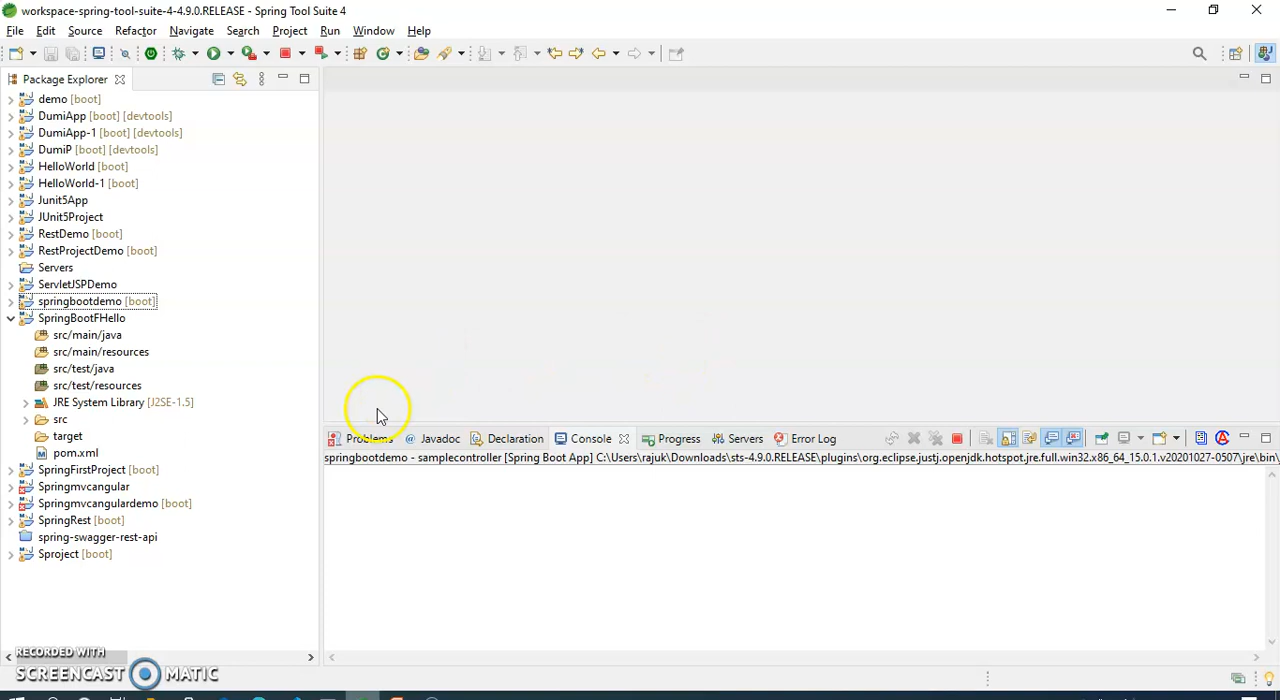 workspace-spring-tool-suite-4-4.9.0.RELEASE - Spring Tool Suite 4
File Edit Source Refactor Navigate Search Project Run Window Help
Package Explorer
demo [boot]
DumiApp [boot] [devtools]
DumiApp-1 [boot] [devtools]
DumiP [boot] [devtools]
HelloWorld [boot]
HelloWorld-1 [boot]
Junit5App
JUnit5Project
RestDemo [boot]
RestProjectDemo [boot]
Servers
ServletJSPDemo
springbootdemo [boot]
SpringBootFHello
src/main/java
src/main/resources
src/test/java
src/test/resources
JRE System Library [J2SE-1.5]
src
target
pom.xml
SpringFirstProject [boot]
Springmvcangular
Springmvcangulardemo [boot]
SpringRest [boot]
spring-swagger-rest-api
Sproject [boot]
Problems Javadoc Declaration Console Progress Servers Error Log
springbootdemo - simplecontroller [Spring Boot App] C:\Users\rajuk\Downloads\sts-4.9.0.RELEASE\plugins\org.eclipse.justj.openjdk.hotspot.jre.full.win32.x86_64_15.0.1.v20201027-0507\jre\bin\
RECORDED WITH
SCREENCAST MATIC